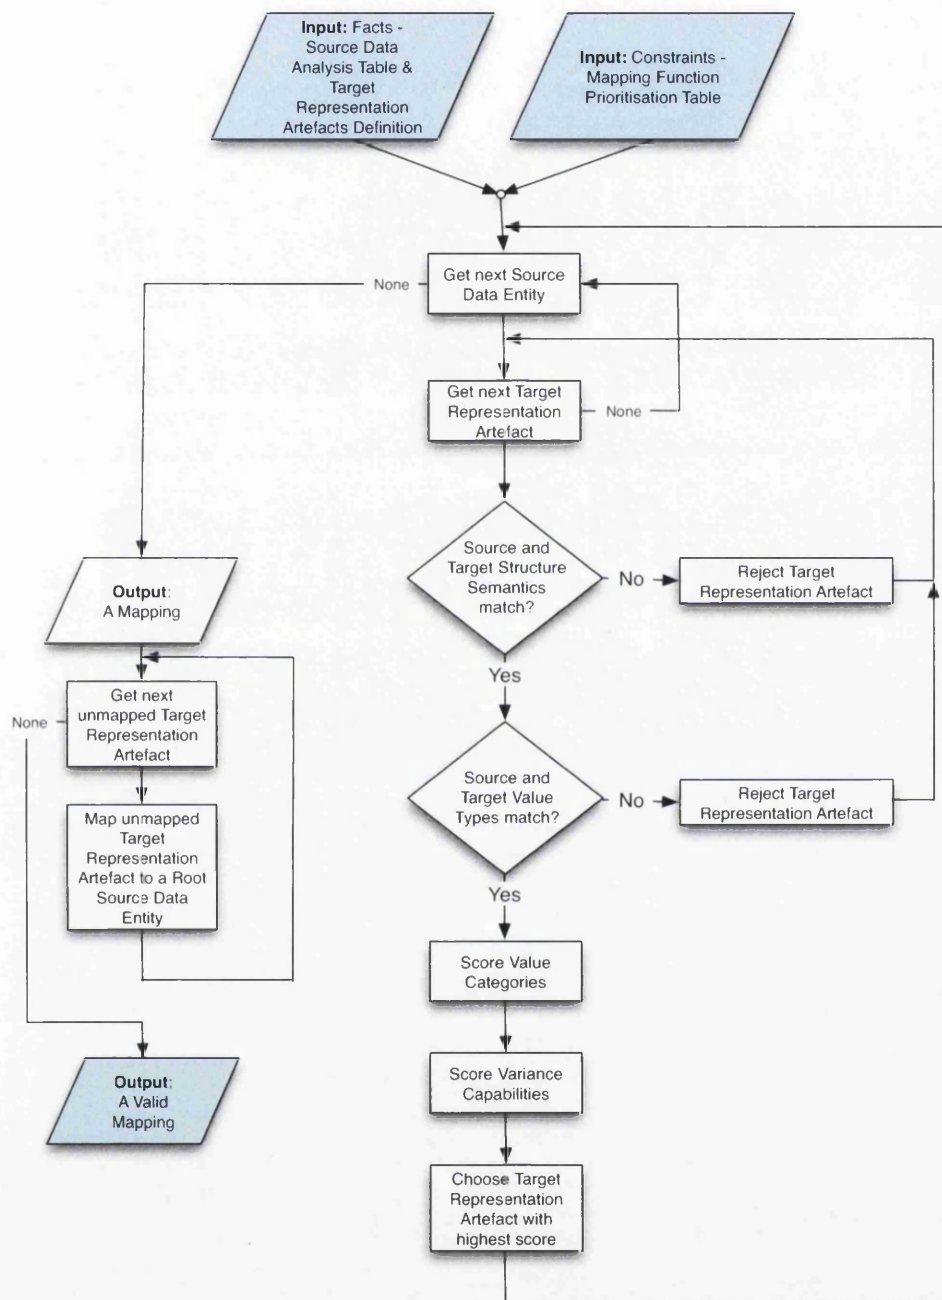 Input: Facts -
Source Data
Analysis Table &
Target
Representation
Artefacts Definition
Input: Constraints -
Mapping Function
Prioritisation Table
Get next Source
Data Entity
None
Get next Target
Representation
Artefact
None
Source and
Target Structure
Semantics
match?
No
Reject Target
Representation Artefact
Yes
Output:
A Mapping
Get next
unmapped Target
Representation
Artefact
None
Map unmapped
Target
Representation
Artefact to a Root
Source Data
Entity
Source and
Target Value
Types match?
No
Reject Target
Representation Artefact
Yes
Score Value
Categories
Score Variance
Capabilities
Output:
A Valid
Mapping
Choose Target
Representation
Artefact with
highest score